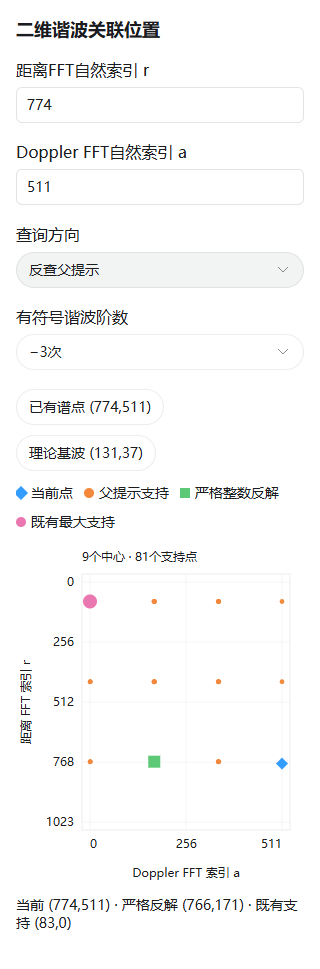 二维谐波关联位置
距离FFT自然索引 r
774
Doppler FFT自然索引 a
511
查询方向
反查父提示
有符号谐波阶数
−3次
已有谱点 (774,511)
理论基波 (131,37)
当前点 父提示支持 严格整数反解
既有最大支持
9个中心 · 81个支持点
0
256
512
768
1023
距离 FFT 索引 r
0 256 511
Doppler FFT 索引 a
当前 (774,511) · 严格反解 (766,171) · 既有支
持 (83,0)